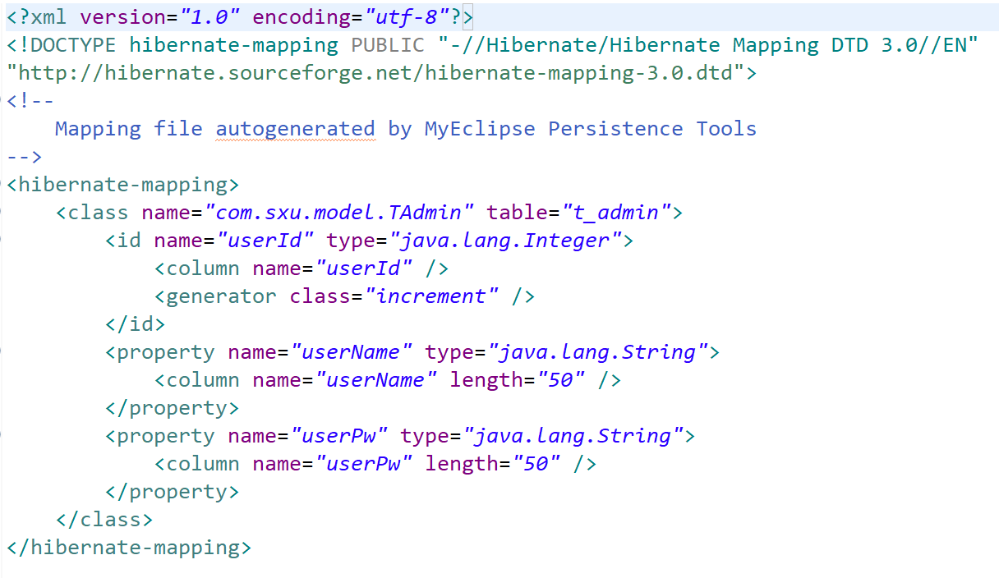 <?xml version="1.0" encoding="utf-8"?>
<!DOCTYPE hibernate-mapping PUBLIC "-//Hibernate/Hibernate Mapping DTD 3.0//EN"
"http://hibernate.sourceforge.net/hibernate-mapping-3.0.dtd">
<!--
    Mapping file autogenerated by MyEclipse Persistence Tools
-->
<hibernate-mapping>
    <class name="com.sxu.model.TAdmin" table="t_admin">
        <id name="userId" type="java.lang.Integer">
            <column name="userId" />
            <generator class="increment" />
        </id>
        <property name="userName" type="java.lang.String">
            <column name="userName" length="50" />
        </property>
        <property name="userPw" type="java.lang.String">
            <column name="userPw" length="50" />
        </property>
    </class>
</hibernate-mapping>